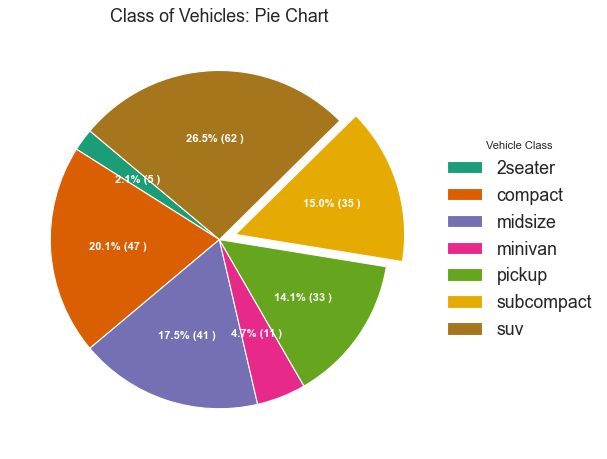 Class of Vehicles: Pie Chart
26.5% (62 )
2.1% (5 )
15.0% (35 )
20.1% (47 )
14.1% (33 )
17.5% (41 )
4.7% (11 )
Vehicle Class
2seater
compact
midsize
minivan
pickup
subcompact
suv